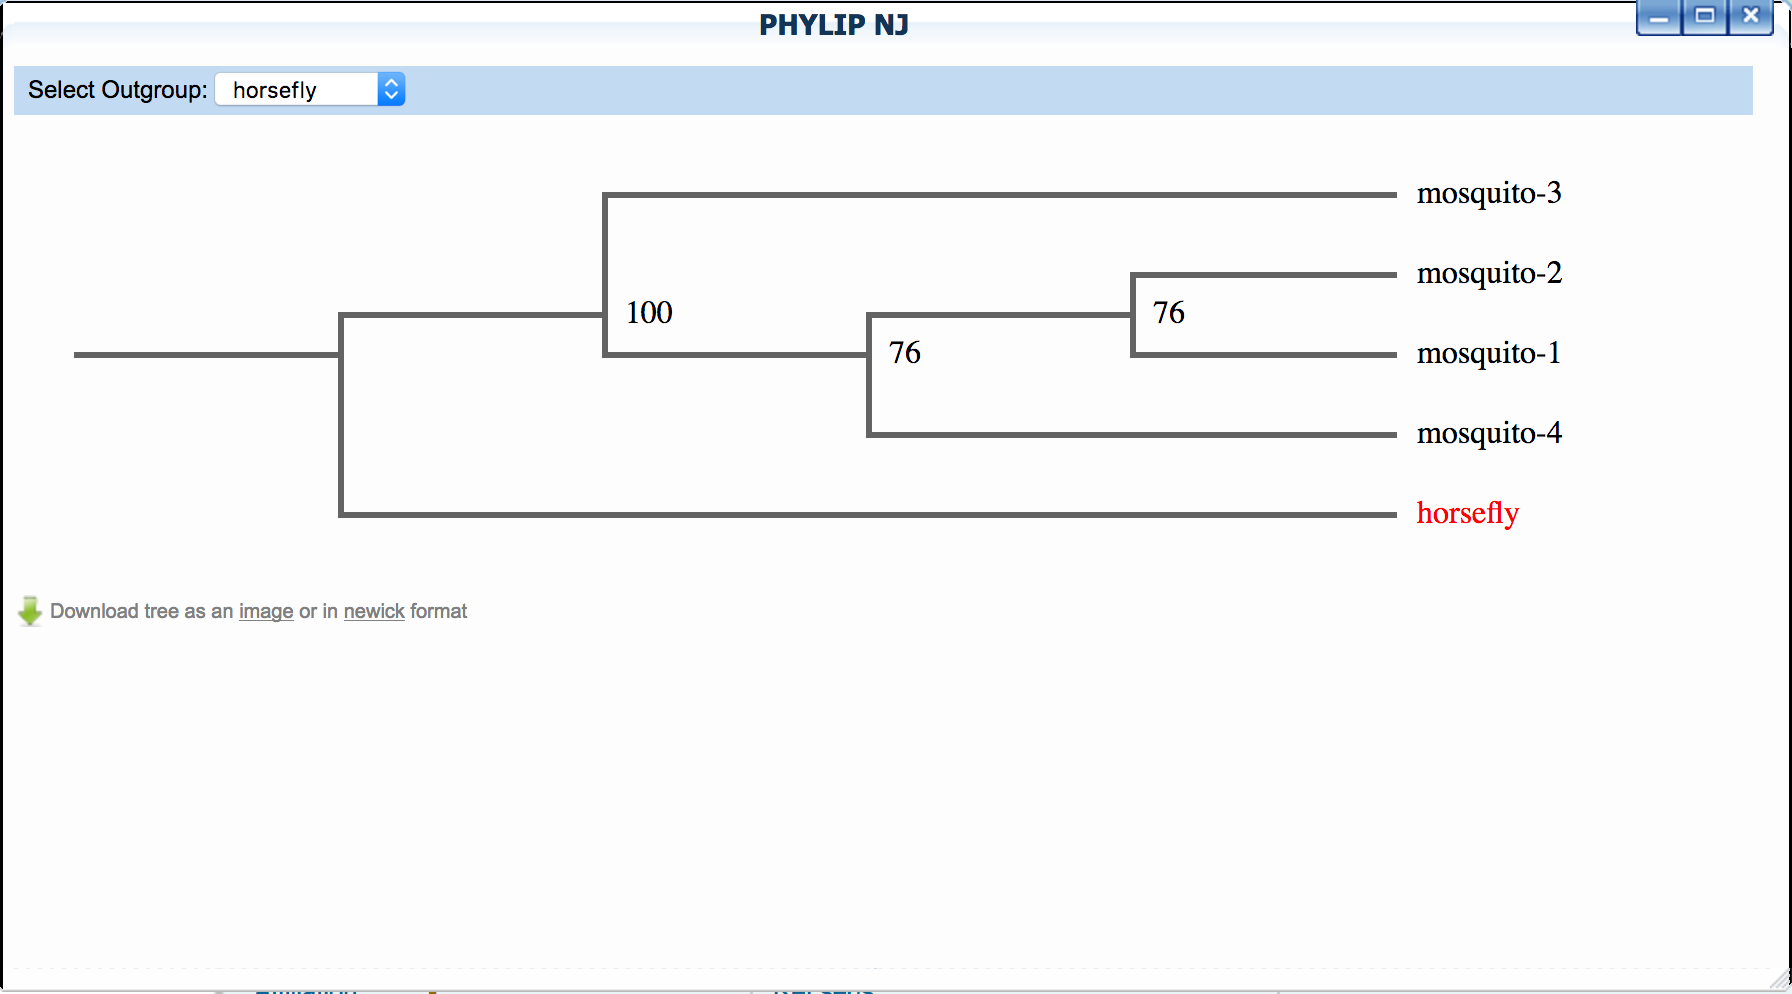 PHYLIP NJ
Select Outgroup: horsefly
mosquito-3
mosquito-2
100
76
76
mosquito-1
mosquito-4
horsefly
Download tree as an image or in newick format